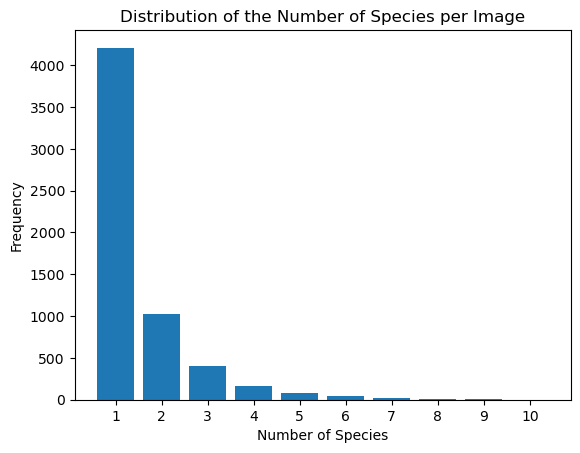 Distribution of the Number of Species per Image
Frequency
4000
3500
3000
2500
2000
1500
1000
500
0
1 2 3 4 5 6 7 8 9 10
Number of Species